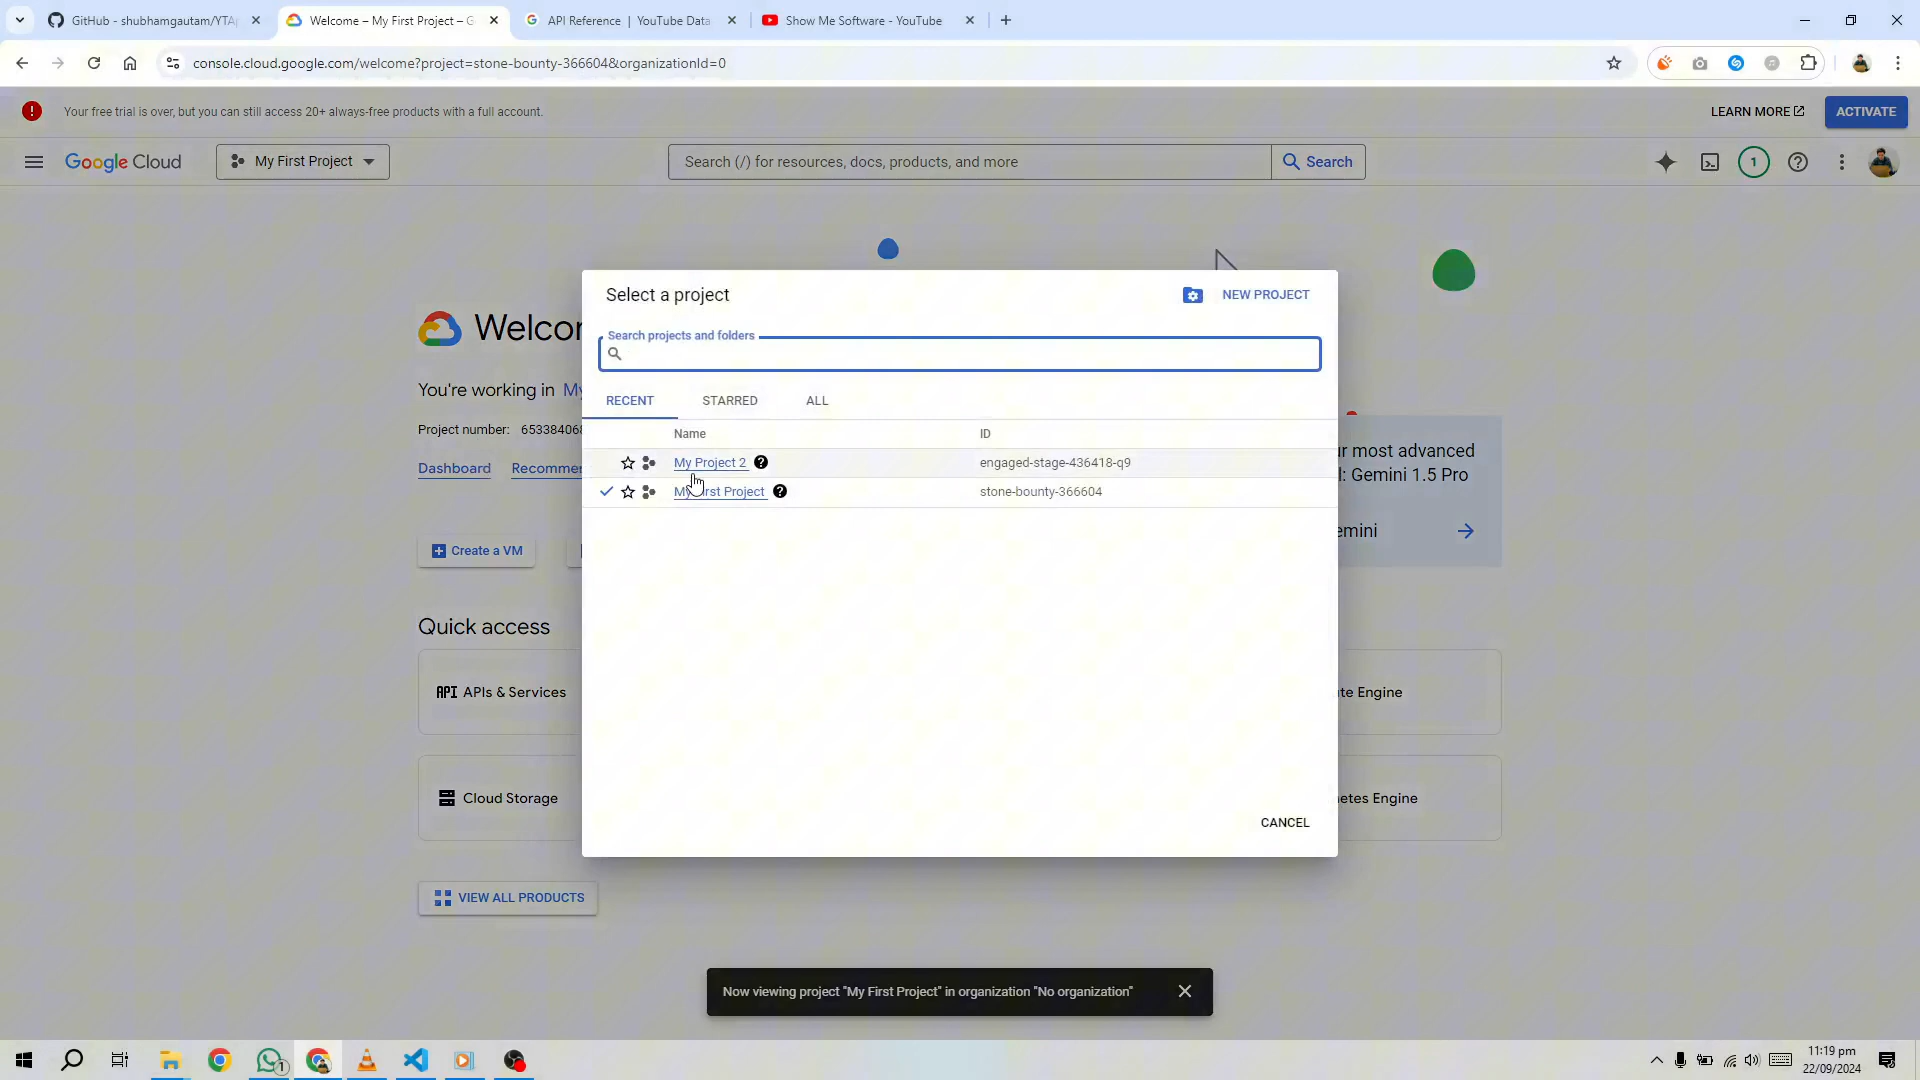 GitHub - shubhamgautam/YTAp
Welcome – My First Project – G
API Reference | YouTube Data
Show Me Software - YouTube
console.cloud.google.com/welcome?project=stone-bounty-366604&organizationId=0
Your free trial is over, but you can still access 20+ always-free products with a full account.
LEARN MORE
ACTIVATE
Google Cloud
My First Project
Search (/) for resources, docs, products, and more
Search
1
Select a project
NEW PROJECT
Search projects and folders
RECENT
STARRED
ALL
Name
ID
My Project 2
engaged-stage-436418-q9
My First Project
stone-bounty-366604
CANCEL
Welcom
You're working in My
Project number: 65338406
Dashboard
Recommen
ur most advanced
l: Gemini 1.5 Pro
emini
Create a VM
Quick access
API APIs & Services
te Engine
Cloud Storage
etes Engine
VIEW ALL PRODUCTS
Now viewing project "My First Project" in organization "No organization"
1
11:19 pm
22/09/2024